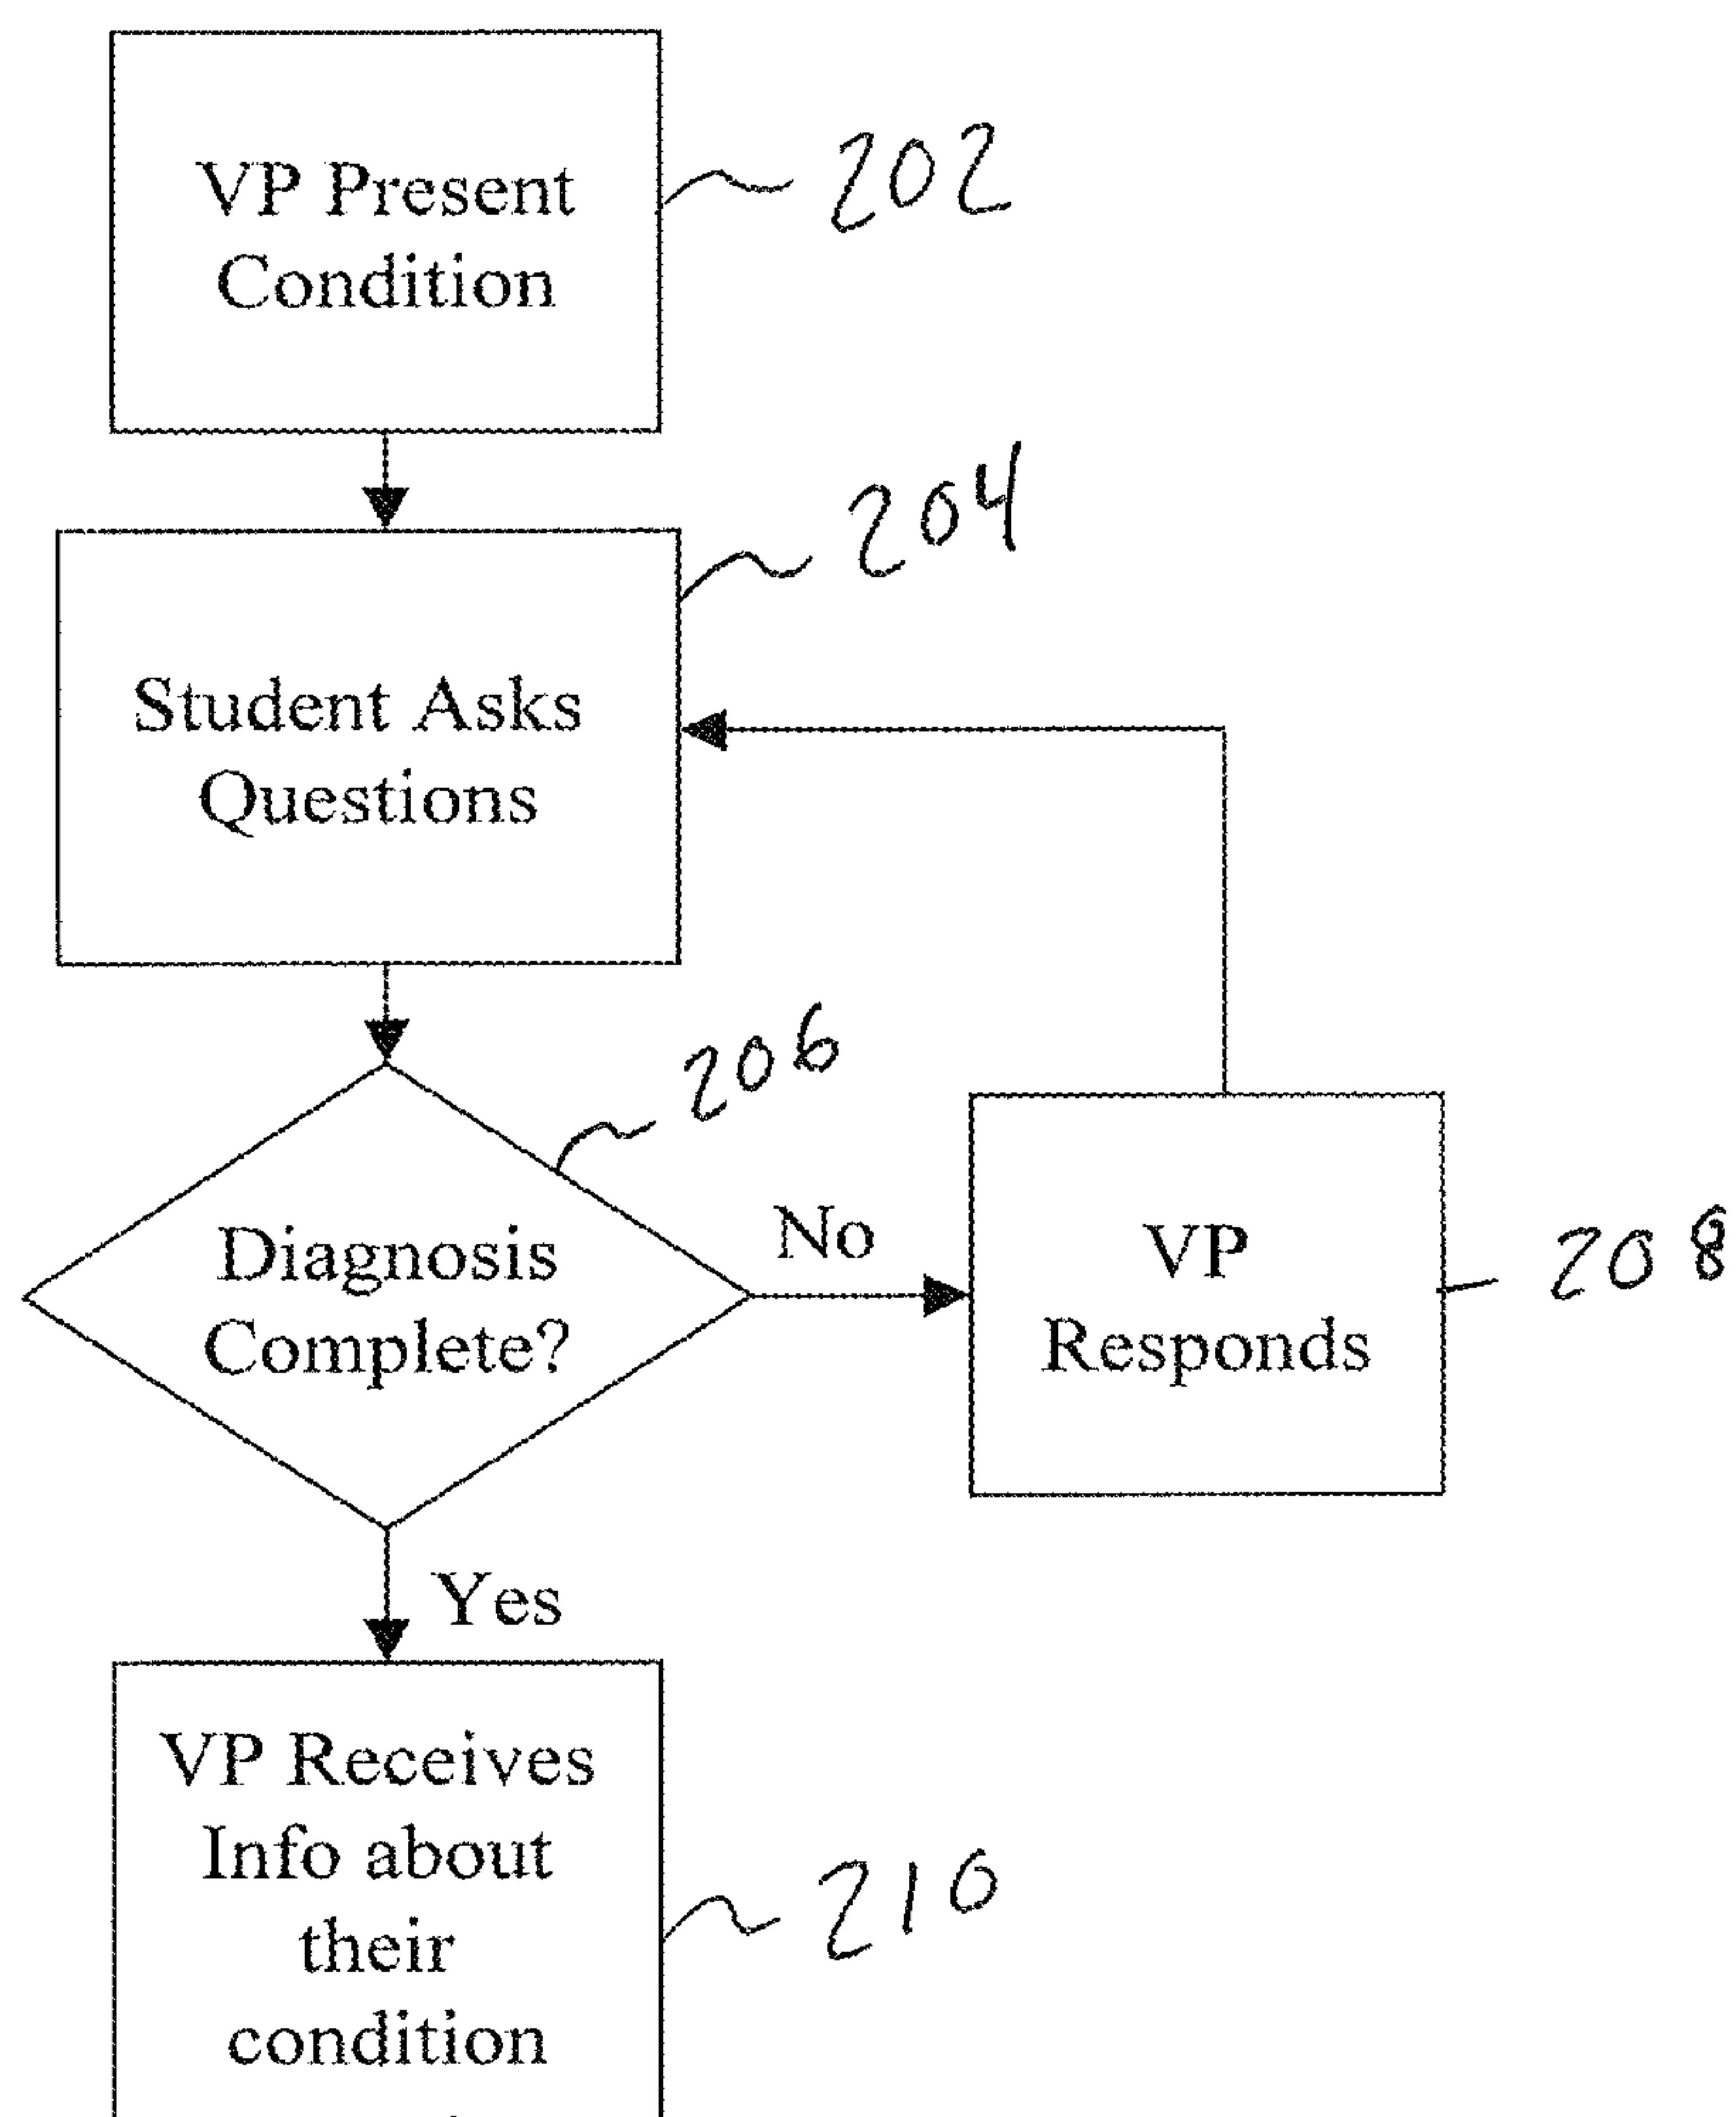 VP Present
Condition
202
204
Student Asks
Questions
206
Diagnosis
Complete?
No
VP
Responds
208
Yes
VP Receives
Info about
their
condition
210